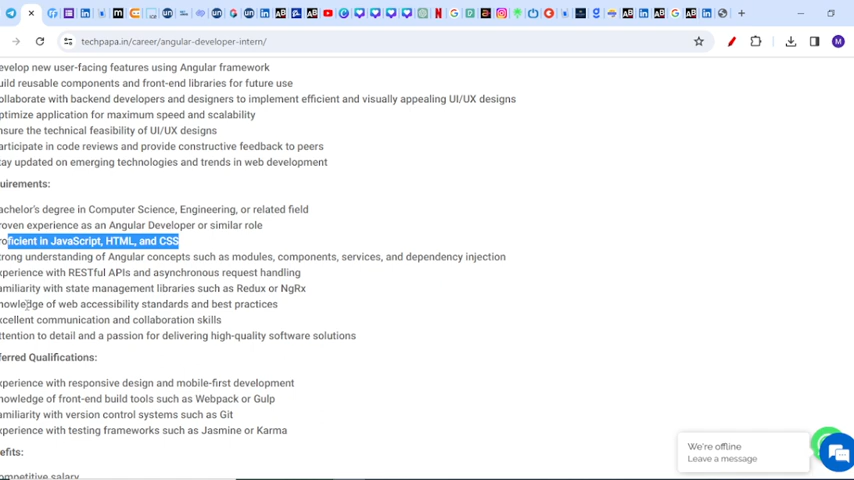 techpapa.in/career/angular-developer-intern/
M
evelop new user-facing features using Angular framework
uild reusable components and front-end libraries for future use
ollaborate with backend developers and designers to implement efficient and visually appealing UI/UX designs
ptimize application for maximum speed and scalability
nsure the technical feasibility of UI/UX designs
articipate in code reviews and provide constructive feedback to peers
tay updated on emerging technologies and trends in web development
uirements:
achelor's degree in Computer Science, Engineering, or related field
roven experience as an Angular Developer or similar role
roficient in JavaScript, HTML, and CSS
trong understanding of Angular concepts such as modules, components, services, and dependency injection
xperience with RESTful APIs and asynchronous request handling
amiliarity with state management libraries such as Redux or NgRx
nowledge of web accessibility standards and best practices
xcellent communication and collaboration skills
ttention to detail and a passion for delivering high-quality software solutions
ferred Qualifications:
xperience with responsive design and mobile-first development
nowledge of front-end build tools such as Webpack or Gulp
amiliarity with version control systems such as Git
xperience with testing frameworks such as Jasmine or Karma
efits:
ompetitive salary
We're offline
Leave a message